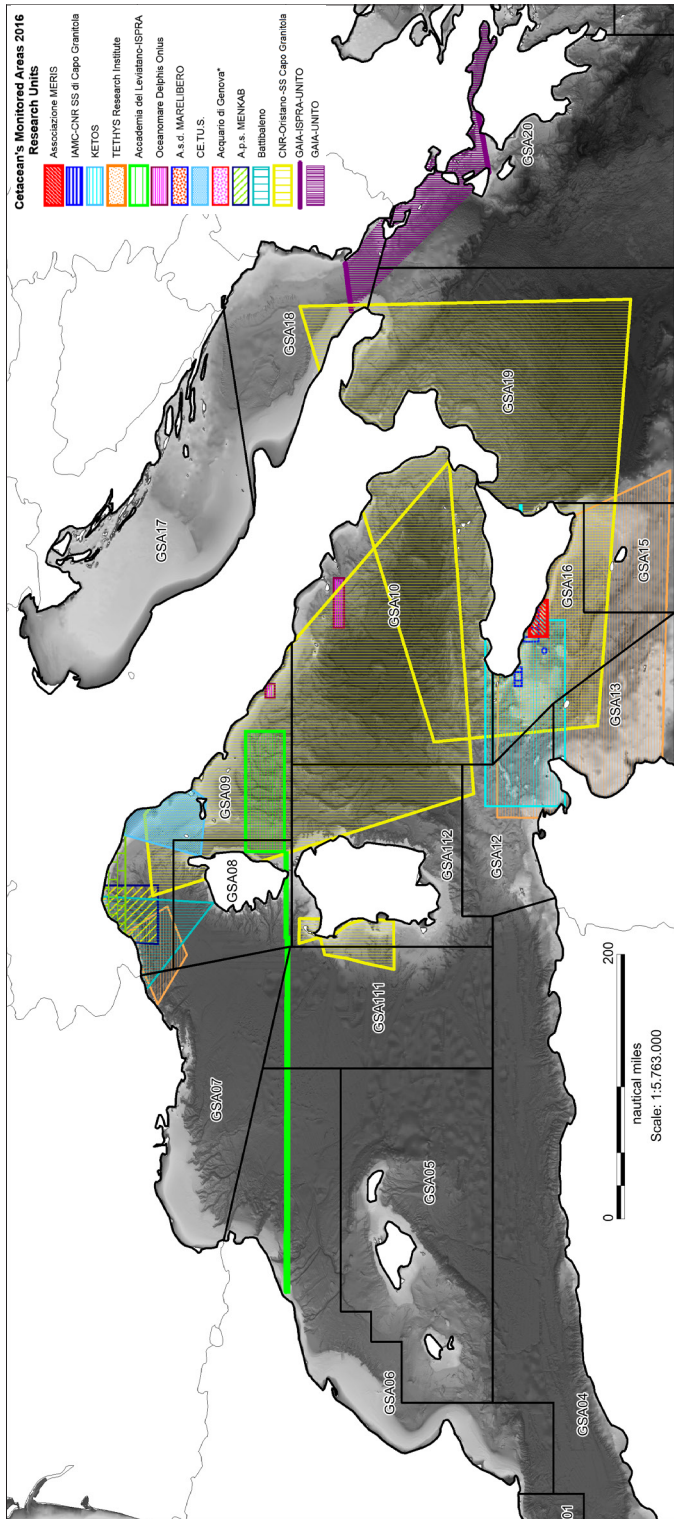 Cetacean's Monitored Areas 2016
Research Units
Associazione MERIS
IAMC-CNR SS di Capo Granitola
KETOS
TETHYS Research Institute
Accademia del Leviatano-ISPRA
Oceanomare Delphis Onlus
A.s.d. MARELIBERO
CE.TU.S.
Acquario di Genova*
A.p.s. MENKAB
Battibaleno
CNR-Oristano -SS Capo Granitola
GAIA-ISPRA-UNITO
GAIA-UNITO
GSA17
GSA18
GSA20
GSA19
GSA10
GSA09
GSA08
GSA07
GSA16
GSA15
GSA13
GSA12
GSA112
GSA111
GSA05
GSA06
GSA04
01
0
200
nautical miles
Scale: 1:5.763.000